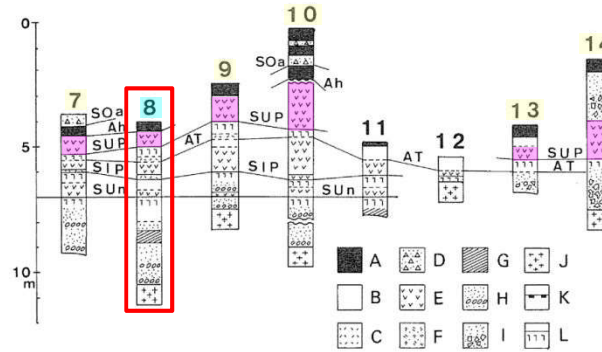 0
5
10
m
7
8
9
10
11
12
13
14
SOa
Ah
SUP
SIP
SUn
AT
SUP
SIP
SOa
Ah
SUn
AT
SUP
AT
A
D
G
J
B
E
H
K
C
F
I
L